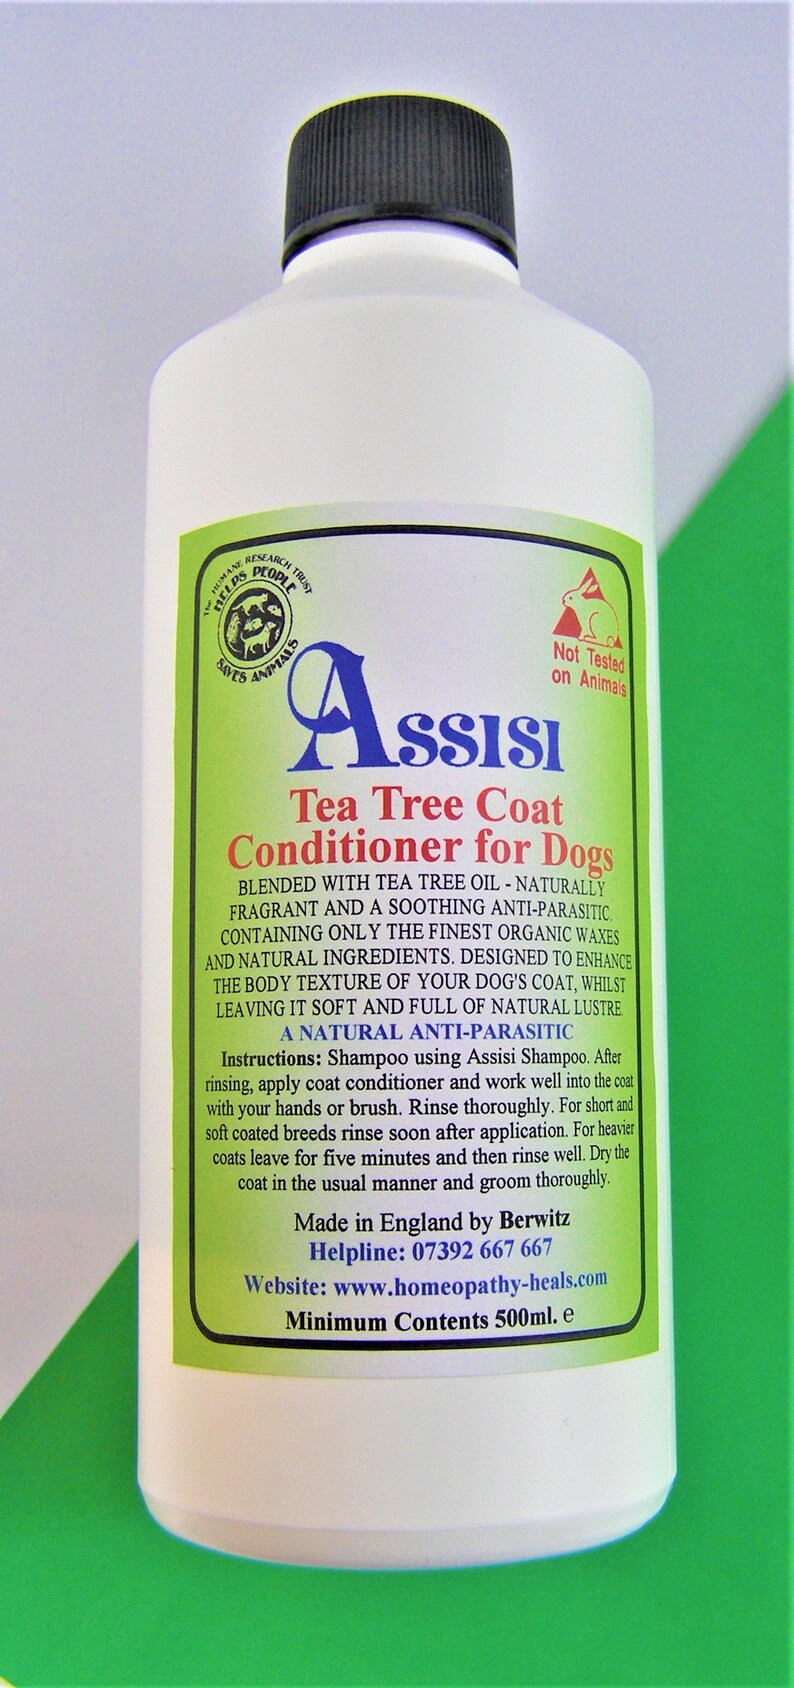 The HUMANE RESEARCH TRUST
HELPS PEOPLE
SAVES ANIMALS
Not Tested
on Animals
ASSISI
Tea Tree Coat
Conditioner for Dogs
BLENDED WITH TEA TREE OIL - NATURALLY
FRAGRANT AND A SOOTHING ANTI-PARASITIC.
CONTAINING ONLY THE FINEST ORGANIC WAXES
AND NATURAL INGREDIENTS. DESIGNED TO ENHANCE
THE BODY TEXTURE OF YOUR DOG'S COAT, WHILST
LEAVING IT SOFT AND FULL OF NATURAL LUSTRE.
A NATURAL ANTI-PARASITIC
Instructions: Shampoo using Assisi Shampoo. After
rinsing, apply coat conditioner and work well into the coat
with your hands or brush. Rinse thoroughly. For short and
soft coated breeds rinse soon after application. For heavier
coats leave for five minutes and then rinse well. Dry the
coat in the usual manner and groom thoroughly.
Made in England by Berwitz
Helpline: 07392 667 667
Website: www.homeopathy-heals.com
Minimum Contents 500ml. e